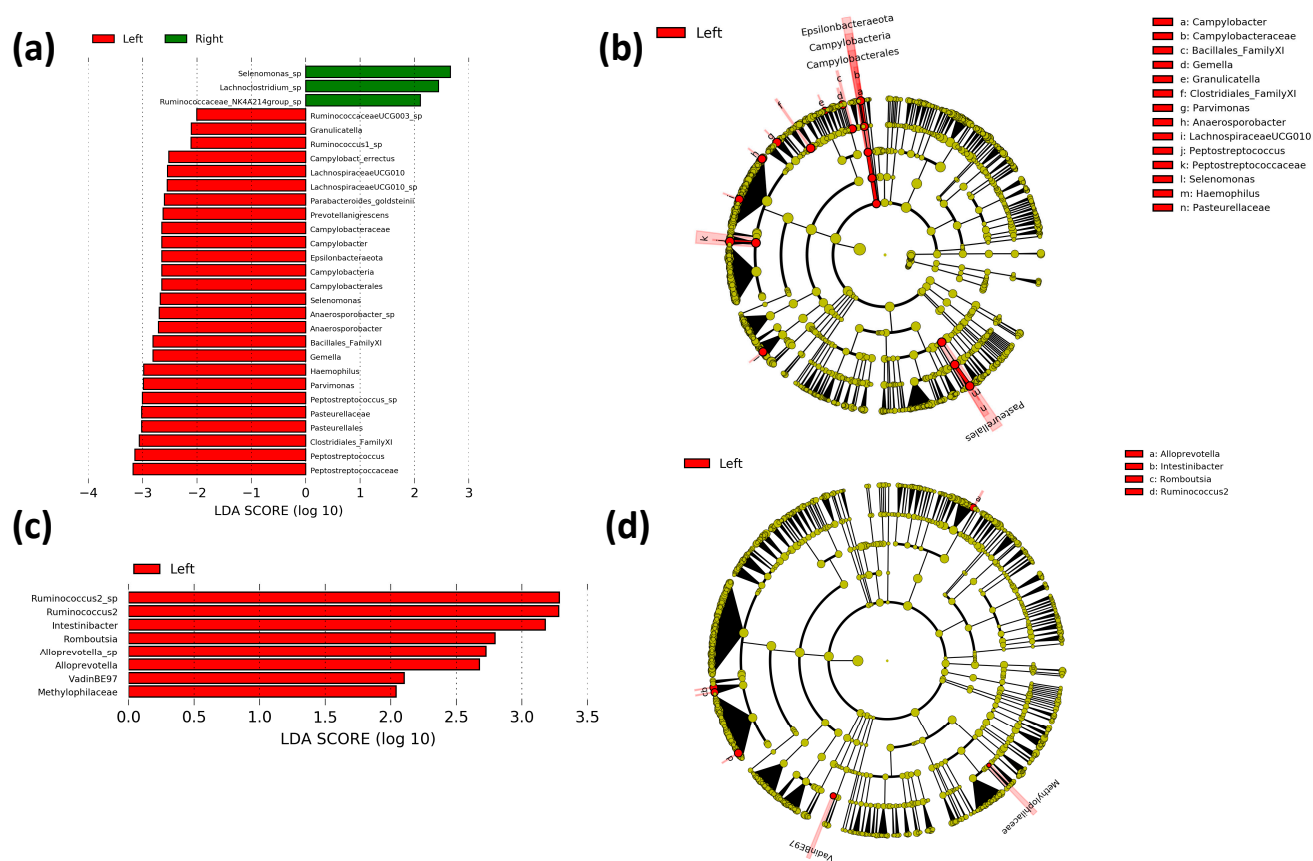 (a)
Left
Right
Selenomonas_sp
Lachnoclostridium_sp
Ruminococcaceae_NK4A214group_sp
RuminococcaceaeUCG003_sp
Granulicatella
Ruminococcus1_sp
Campylobact_errectus
LachnospiraceaeUCG010
LachnospiraceaeUCG010_sp
Parabacteroides_goldsteinii
Prevotellanigrescens
Campylobacteraceae
Campylobacter
Epsilonbacteraeota
Campylobacteria
Campylobacterales
Selenomonas
Anaerosporobacter_sp
Anaerosporobacter
Bacillales_FamilyXI
Gemella
Haemophilus
Parvimonas
Peptostreptococcus_sp
Pasteurellaceae
Pasteurellales
Clostridiales_FamilyXI
Peptostreptococcus
Peptostreptococcaceae
−4 −3 −2 −1 0 1 2 3
LDA SCORE (log 10)
(b)
Left
Epsilonbacteraeota
Campylobacteria
Campylobacterales
b
a
c
d
e
f
g
h
i
k
m
n
Pasteurellales
a: Campylobacter
b: Campylobacteraceae
c: Bacillales_FamilyXI
d: Gemella
e: Granulicatella
f: Clostridiales_FamilyXI
g: Parvimonas
h: Anaerosporobacter
i: LachnospiraceaeUCG010
j: Peptostreptococcus
k: Peptostreptococcaceae
l: Selenomonas
m: Haemophilus
n: Pasteurellaceae
(c)
Left
Ruminococcus2_sp
Ruminococcus2
Intestinibacter
Romboutsia
Alloprevotella_sp
Alloprevotella
VadinBE97
Methylophilaceae
0.0 0.5 1.0 1.5 2.0 2.5 3.0 3.5
LDA SCORE (log 10)
(d)
Left
a
b
c
d
VadinBE97
Methylophilaceae
a: Alloprevotella
b: Intestinibacter
c: Romboutsia
d: Ruminococcus2